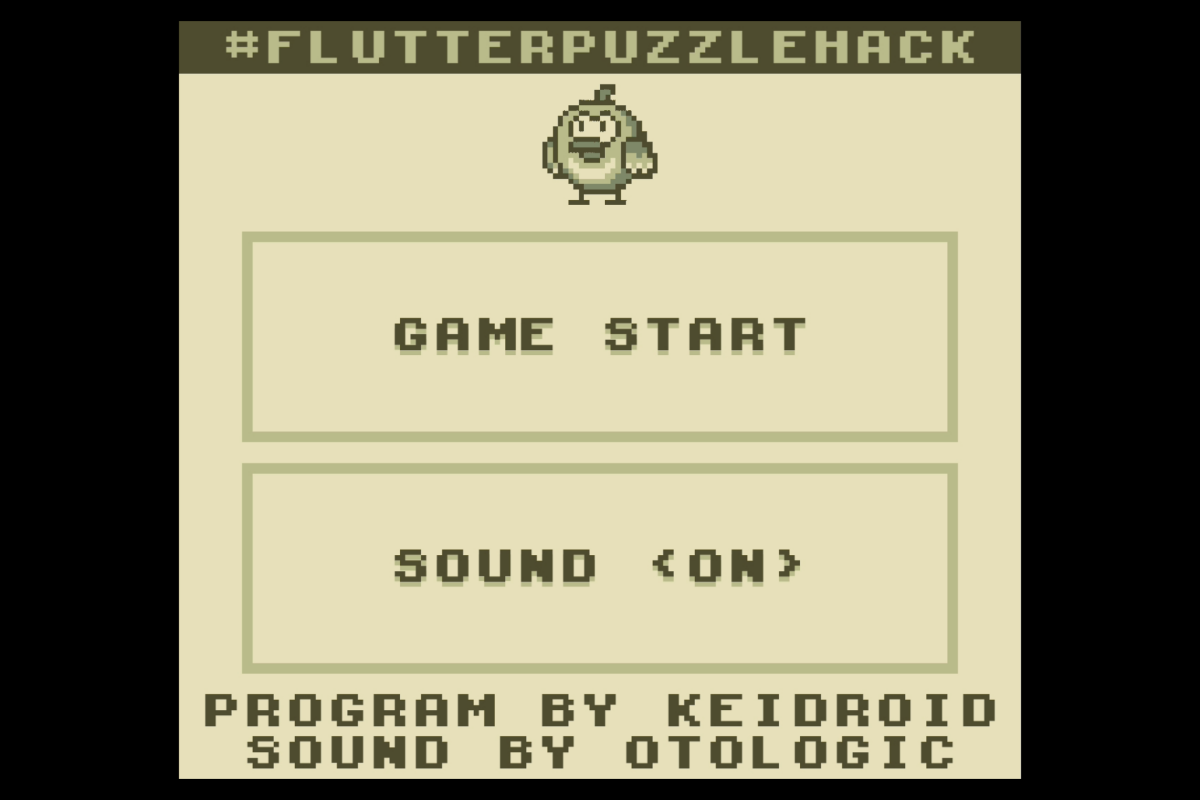 #FLUTTERPUZZLEHACK
GAME START
SOUND <ON>
PROGRAM BY KEIDROID
SOUND BY OTOLOGIC